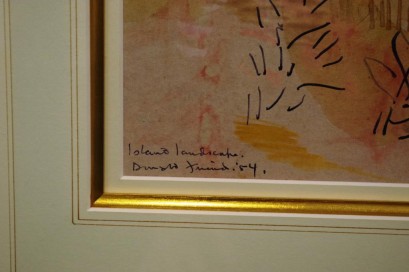 Island landscape.
Donald Friend. '54.